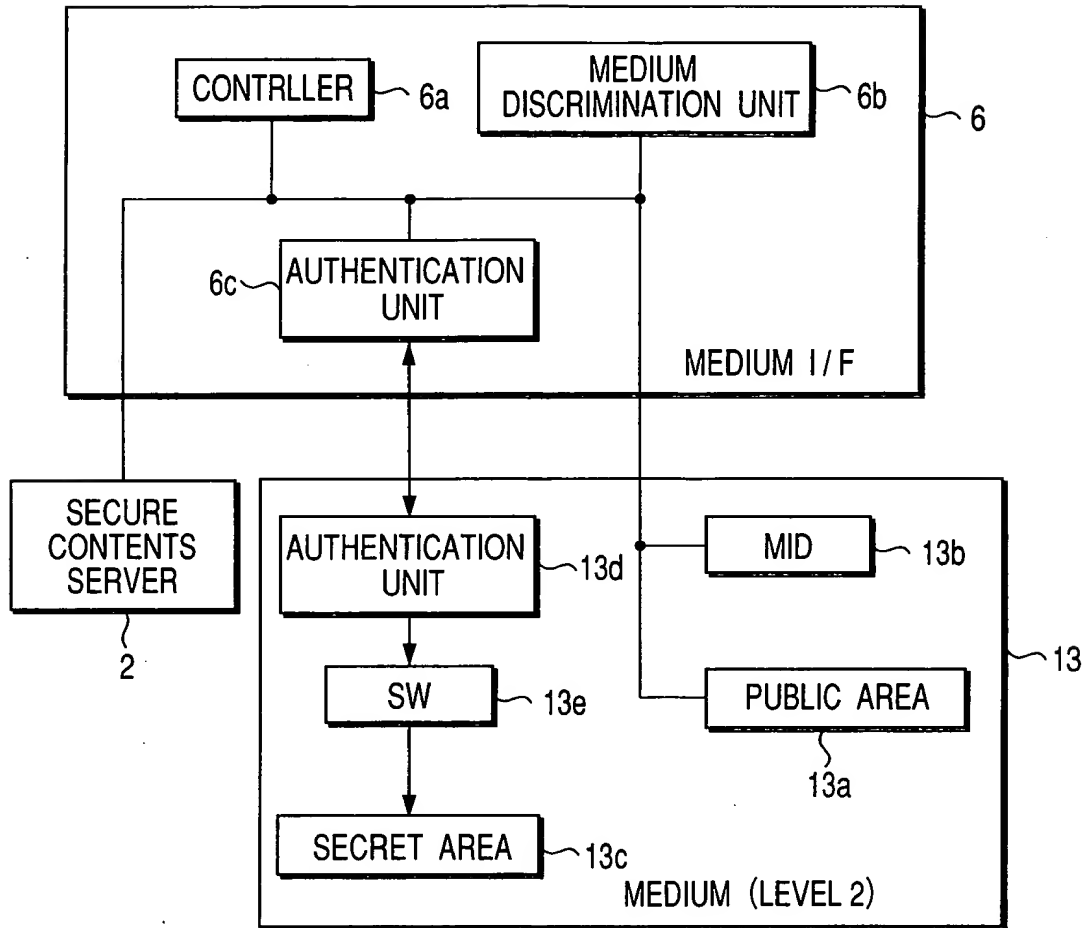 CONTRLLER
6a
MEDIUM
DISCRIMINATION UNIT
6b
6
6c
AUTHENTICATION
UNIT
MEDIUM I/F
SECURE
CONTENTS
SERVER
2
AUTHENTICATION
UNIT
13d
MID
13b
13
SW
13e
PUBLIC AREA
13a
SECRET AREA
13c
MEDIUM (LEVEL 2)